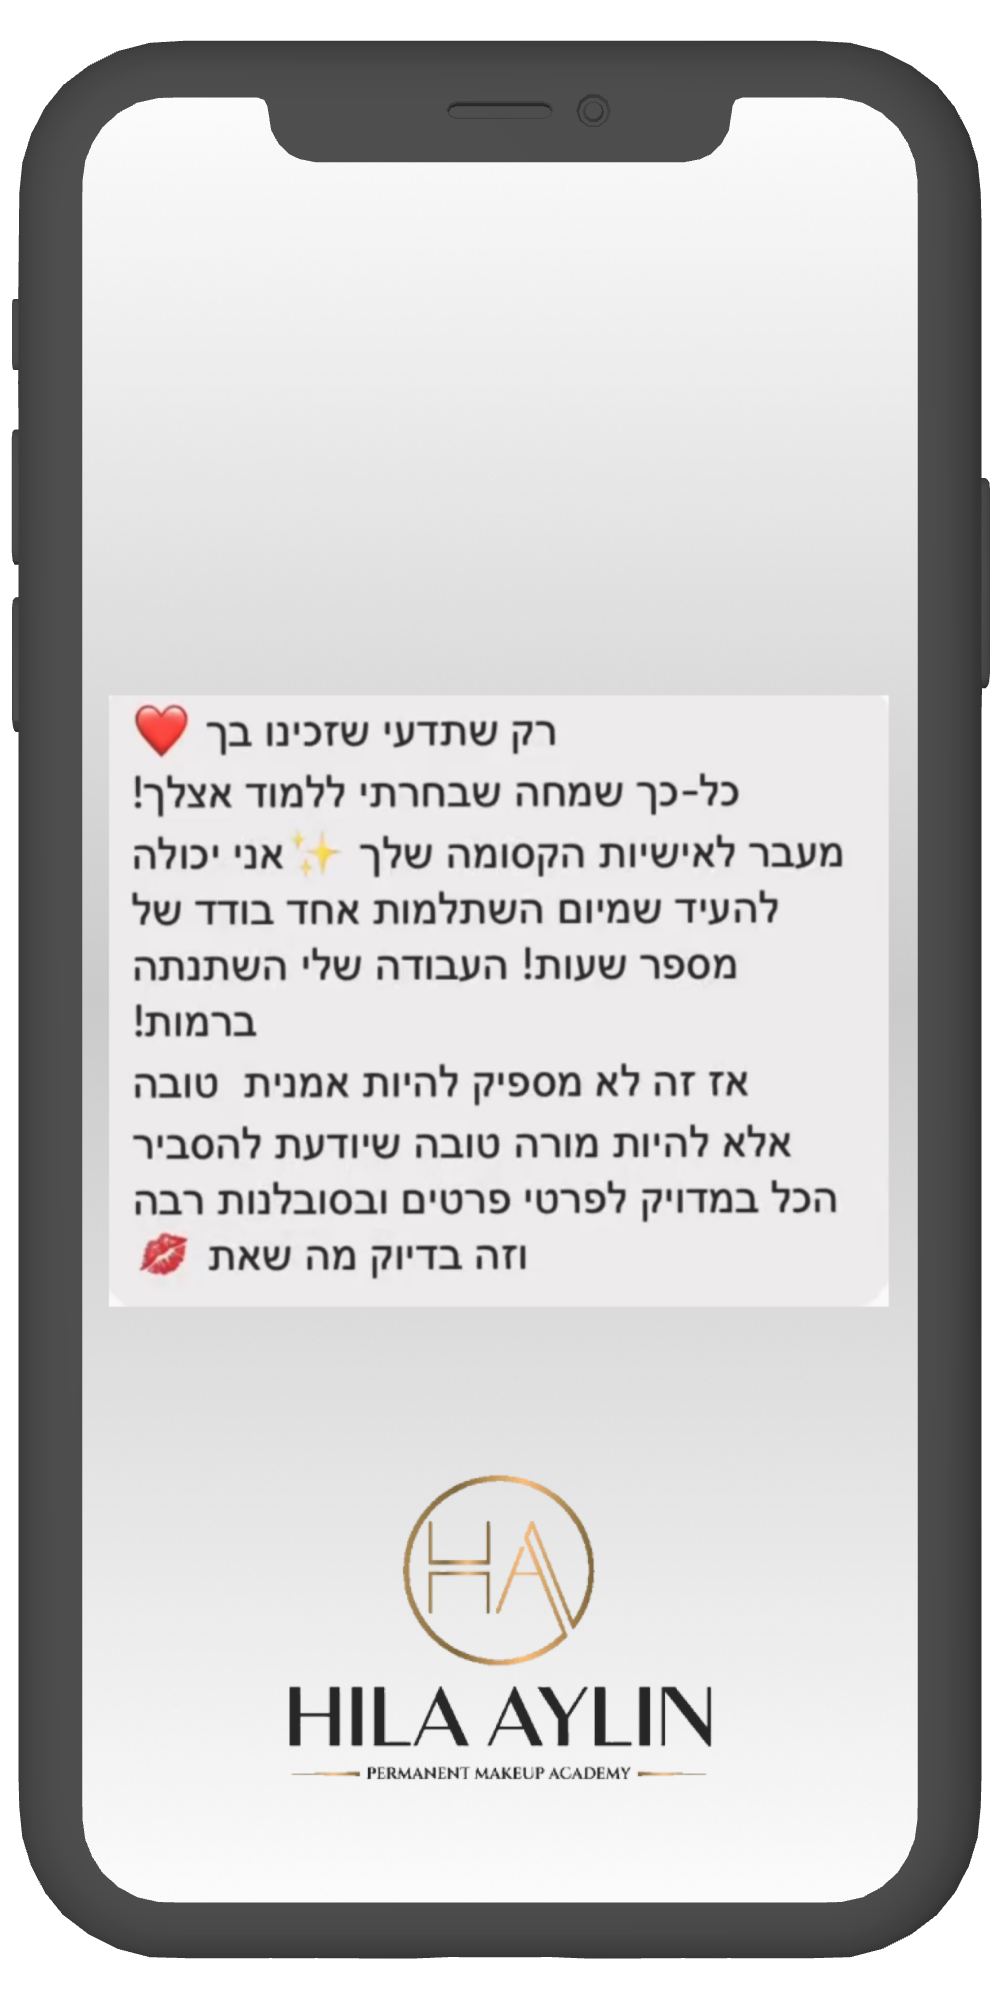 רק שתדעי שזכינו בך ❤️
כל-כך שמחה שבחרתי ללמוד אצלך!
מעבר לאישיות הקסומה שלך ✨אני יכולה
להעיד שמיום השתלמות אחד בודד של
מספר שעות! העבודה שלי השתנתה
ברמות!
אז זה לא מספיק להיות אמנית טובה
אלא להיות מורה טובה שיודעת להסביר
הכל במדויק לפרטי פרטים ובסובלנות רבה
וזה בדיוק מה שאת 💋
HA
HILA AYLIN
PERMANENT MAKEUP ACADEMY